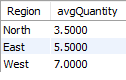 Region avgQuantity
North 3.5000
East 5.5000
West 7.0000